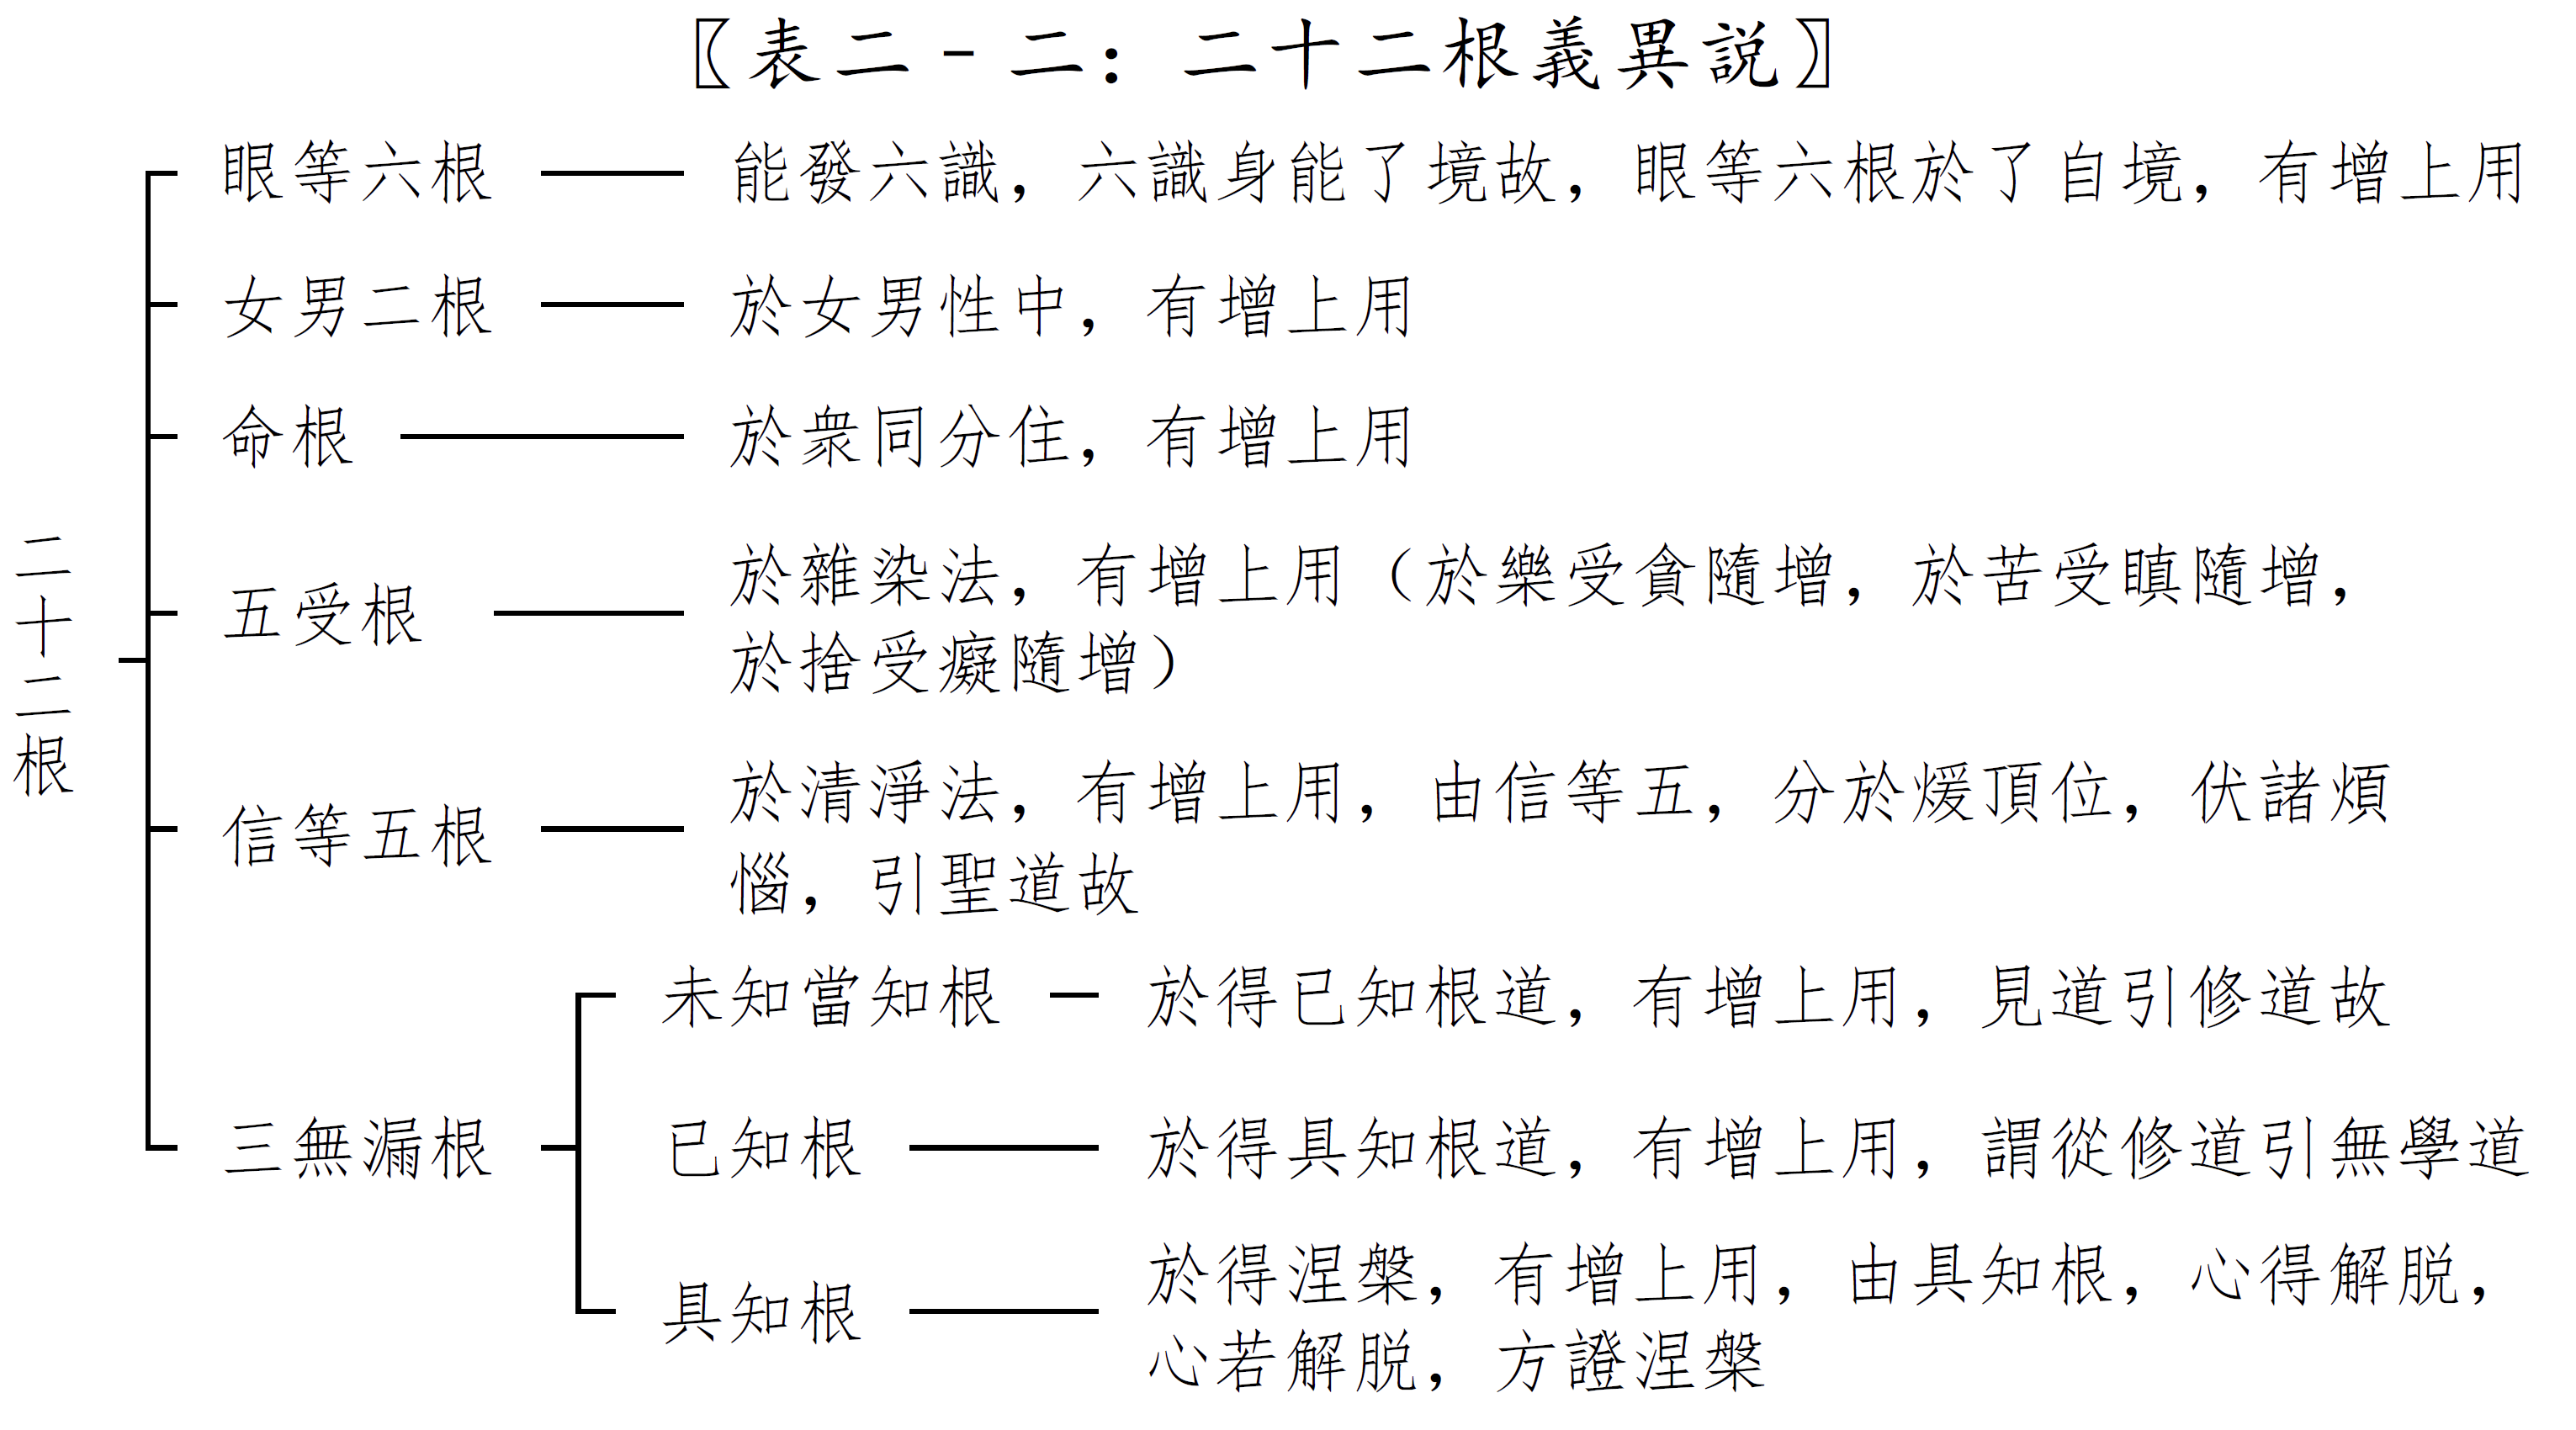 〖表二–二：二十二根義異說〗
二十二根
眼等六根
能發六識，六識身能了境故，眼等六根於了自境，有增上用
女男二根
於女男性中，有增上用
命根
於眾同分住，有增上用
五受根
於雜染法，有增上用（於樂受貪隨增，於苦受瞋隨增，
於捨受癡隨增）
信等五根
於清淨法，有增上用，由信等五，分於煖頂位，伏諸煩
惱，引聖道故
三無漏根
未知當知根
於得已知根道，有增上用，見道引修道故
已知根
於得具知根道，有增上用，謂從修道引無學道
具知根
於得涅槃，有增上用，由具知根，心得解脫，
心若解脫，方證涅槃